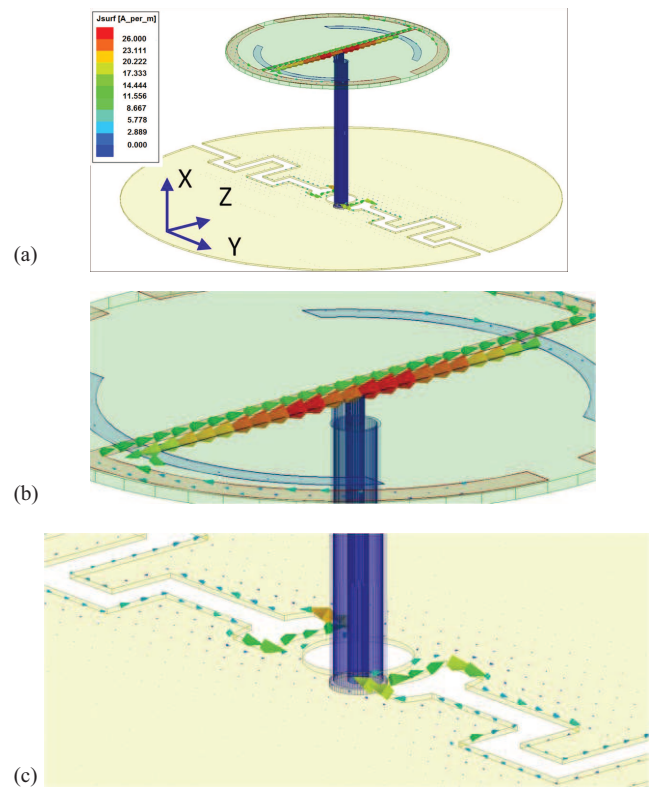 Jsurf [A_per_m]
26.000
23.111
20.222
17.333
14.444
11.556
8.667
5.778
2.889
0.000
X
Z
Y
(a)
(b)
(c)